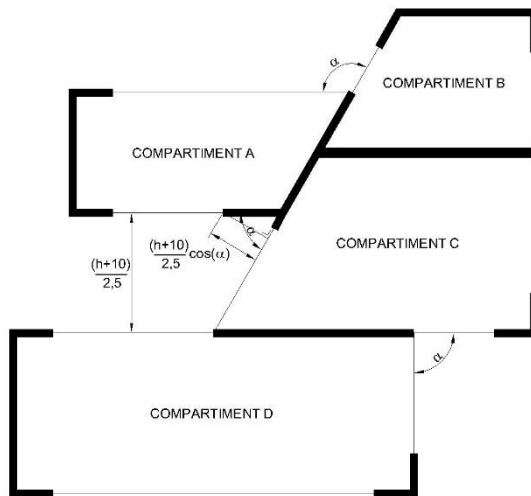 α
COMPARTIMENT B
COMPARTIMENT A
α
(h+10)
2,5
(h+10)
2,5 cos(α)
COMPARTIMENT C
α
COMPARTIMENT D